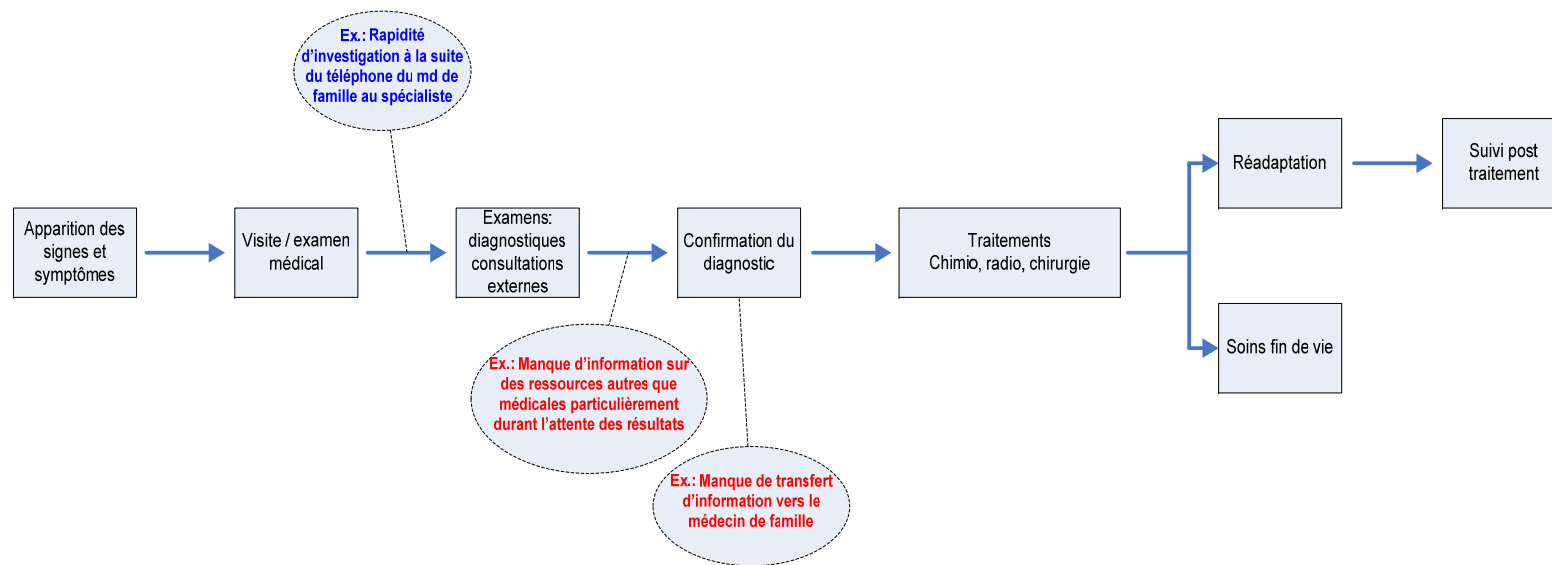 Ex.: Rapidité
d'investigation à la suite
du téléphone du md de
famille au spécialiste
Apparition des
signes et
symptômes
Visite / examen
médical
Examens:
diagnostiques
consultations
externes
Confirmation du
diagnostic
Traitements
Chimio, radio, chirurgie
Réadaptation
Suivi post
traitement
Soins fin de vie
Ex.: Manque d'information sur
des ressources autres que
médicales particulièrement
durant l'attente des résultats
Ex.: Manque de transfert
d'information vers le
médecin de famille